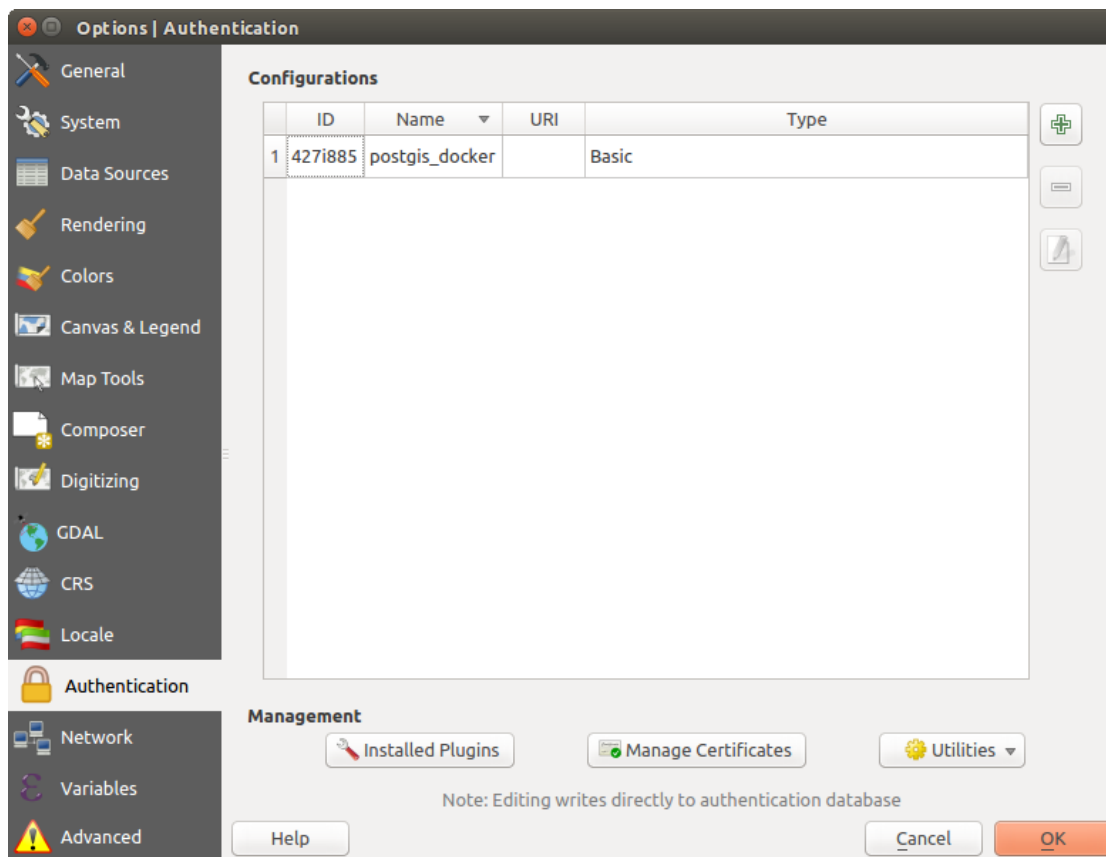 Options | Authentication
General
System
Data Sources
Rendering
Colors
Canvas & Legend
Map Tools
Composer
Digitizing
GDAL
CRS
Locale
Authentication
Network
Variables
Advanced
Configurations
ID Name URI Type
1 427i885 postgis_docker Basic
Management
Installed Plugins Manage Certificates Utilities
Note: Editing writes directly to authentication database
Help Cancel OK